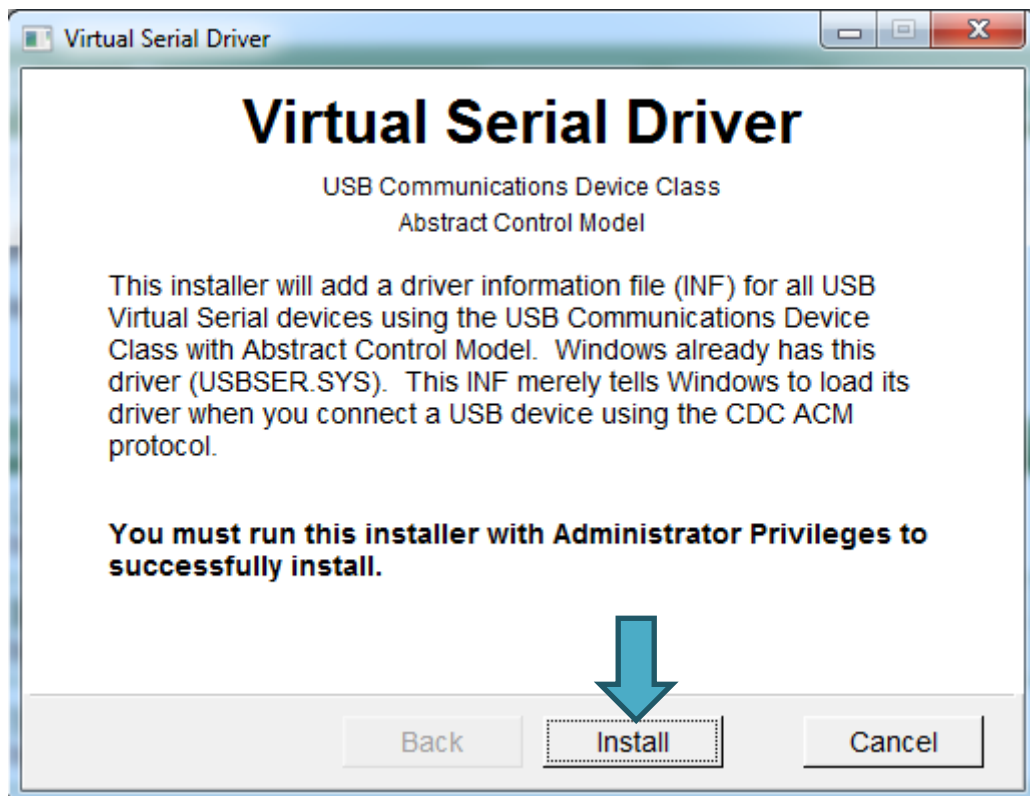 Virtual Serial Driver
Virtual Serial Driver
USB Communications Device Class
Abstract Control Model
This installer will add a driver information file (INF) for all USB
Virtual Serial devices using the USB Communications Device
Class with Abstract Control Model.  Windows already has this
driver (USBSER.SYS).  This INF merely tells Windows to load its
driver when you connect a USB device using the CDC ACM
protocol.
You must run this installer with Administrator Privileges to
successfully install.
Back Install Cancel